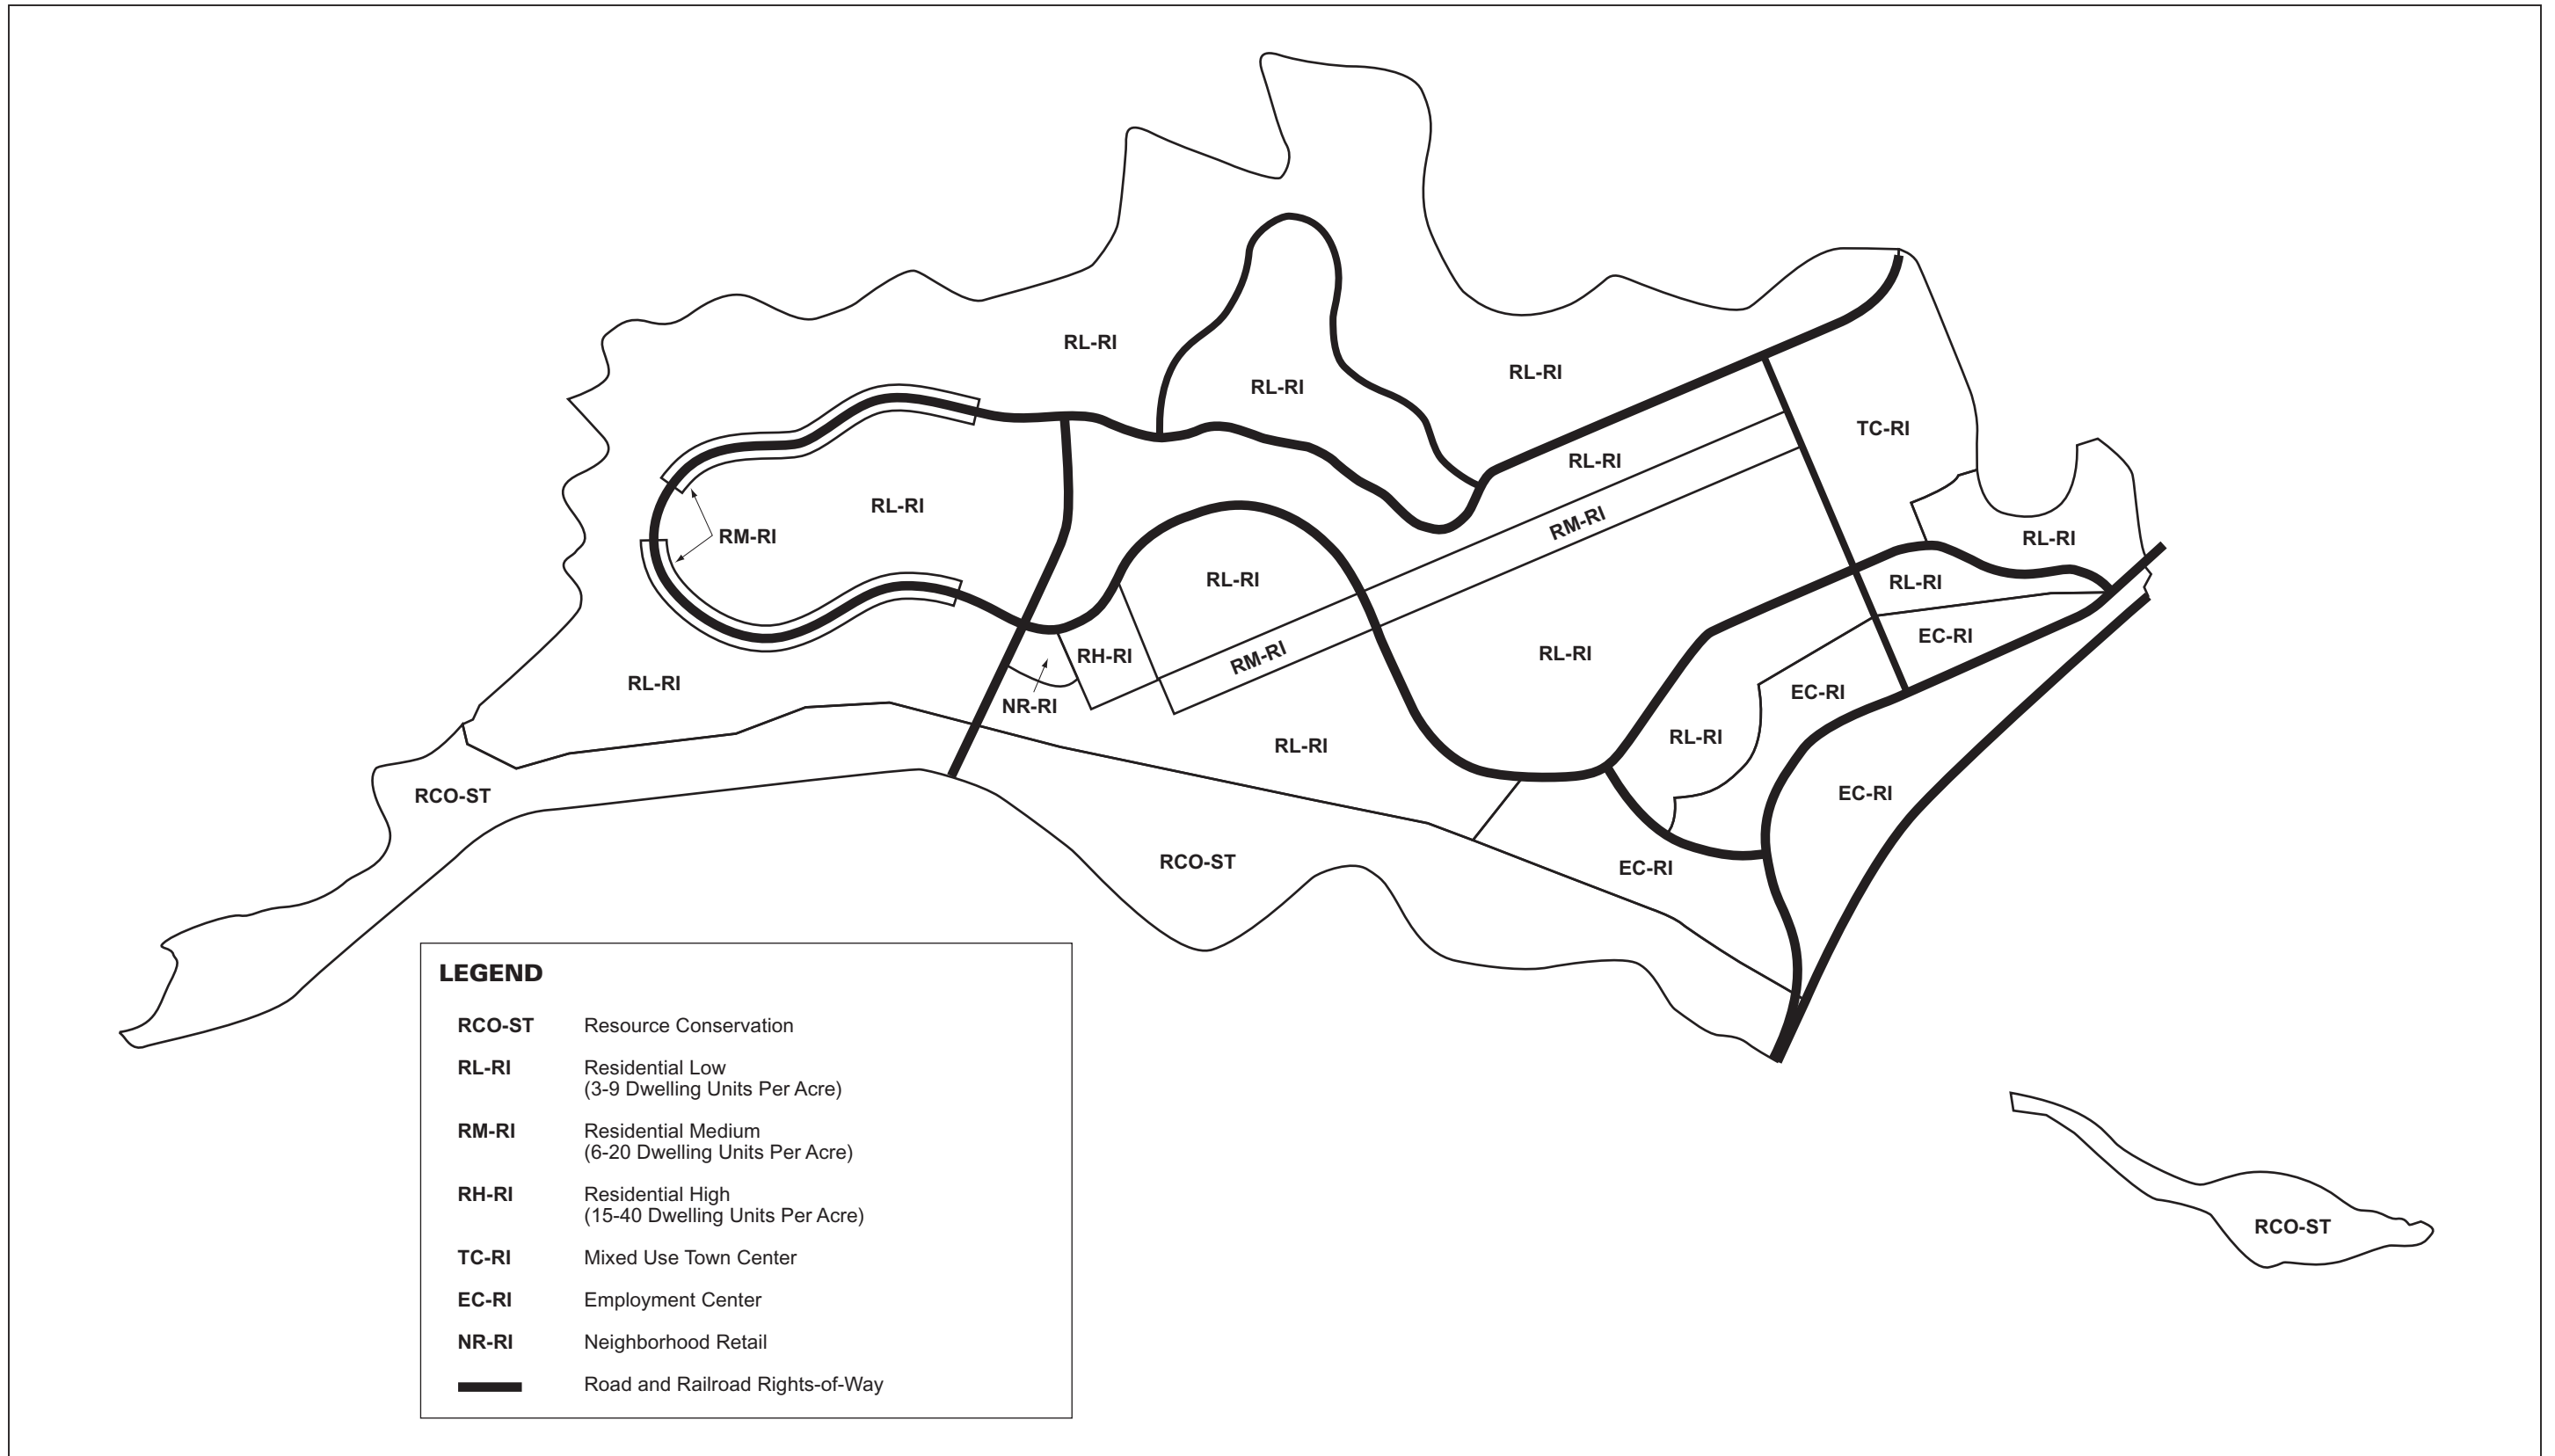 RL-RI
RL-RI
RL-RI
TC-RI
RL-RI
RL-RI
RM-RI
RM-RI
RL-RI
RL-RI
RL-RI
EC-RI
RH-RI
RL-RI
RM-RI
RL-RI
EC-RI
NR-RI
RL-RI
RL-RI
RCO-ST
EC-RI
RCO-ST
EC-RI
LEGEND
RCO-ST Resource Conservation
RL-RI Residential Low
(3-9 Dwelling Units Per Acre)
RM-RI Residential Medium
(6-20 Dwelling Units Per Acre)
RH-RI Residential High
(15-40 Dwelling Units Per Acre)
TC-RI Mixed Use Town Center
EC-RI Employment Center
NR-RI Neighborhood Retail
Road and Railroad Rights-of-Way
RCO-ST